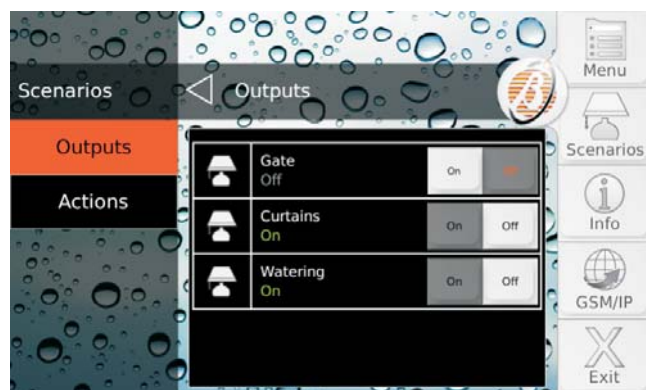 Scenarios
Outputs
Actions
Outputs
Gate
Off
On
Curtains
On
On
Off
Watering
On
On
Off
Menu
Scenarios
Info
GSM/IP
Exit